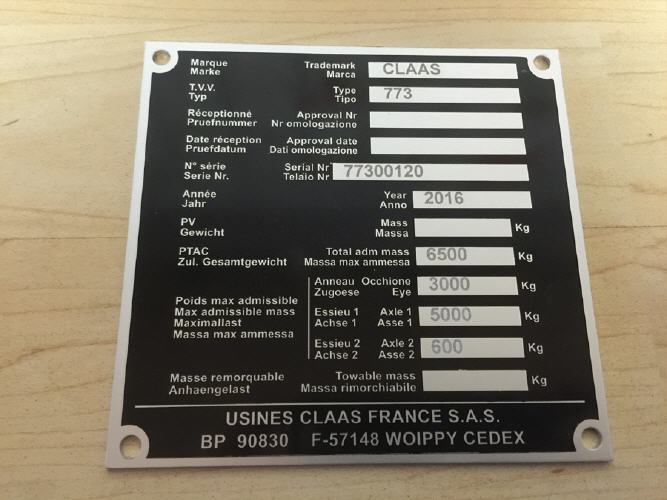 Marque Trademark CLAAS
Marke Marca
T.V.V. Type 773
Typ Tipo
Réceptionné Approval Nr
Pruefnummer Nr omologazione
Date réception Approval date
Pruefdatum Dati omologazione
N° série Serial Nr 77300120
Serie Nr. Telaio Nr
Année Year 2016
Jahr Anno
PV Mass Kg
Gewicht Massa
PTAC Total adm mass 6500 Kg
Zul. Gesamtgewicht Massa max ammessa
Anneau Occhione 3000 Kg
Zugoese Eye
Poids max admissible
Max admissible mass
Maximallast
Massa max ammessa
Essieu 1 Axle 1 5000 Kg
Achse 1 Asse 1
Essieu 2 Axle 2 600 Kg
Achse 2 Asse 2
Masse remorquable Towable mass Kg
Anhaengelast Massa rimorchiabile
USINES CLAAS FRANCE S.A.S.
BP 90830 F-57148 WOIPPY CEDEX